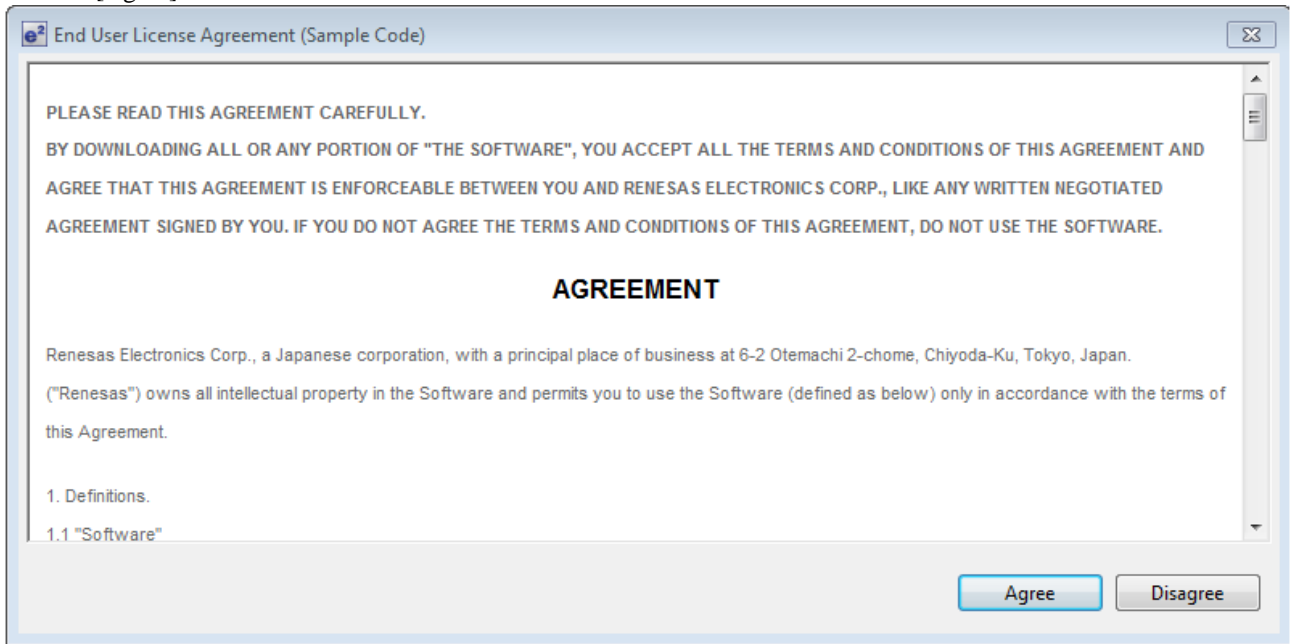 e² End User License Agreement (Sample Code)
PLEASE READ THIS AGREEMENT CAREFULLY.
BY DOWNLOADING ALL OR ANY PORTION OF "THE SOFTWARE", YOU ACCEPT ALL THE TERMS AND CONDITIONS OF THIS AGREEMENT AND
AGREE THAT THIS AGREEMENT IS ENFORCEABLE BETWEEN YOU AND RENESAS ELECTRONICS CORP., LIKE ANY WRITTEN NEGOTIATED
AGREEMENT SIGNED BY YOU. IF YOU DO NOT AGREE THE TERMS AND CONDITIONS OF THIS AGREEMENT, DO NOT USE THE SOFTWARE.
AGREEMENT
Renesas Electronics Corp., a Japanese corporation, with a principal place of business at 6-2 Otemachi 2-chome, Chiyoda-Ku, Tokyo, Japan.
("Renesas") owns all intellectual property in the Software and permits you to use the Software (defined as below) only in accordance with the terms of
this Agreement.
1. Definitions.
1.1 "Software"
Agree Disagree